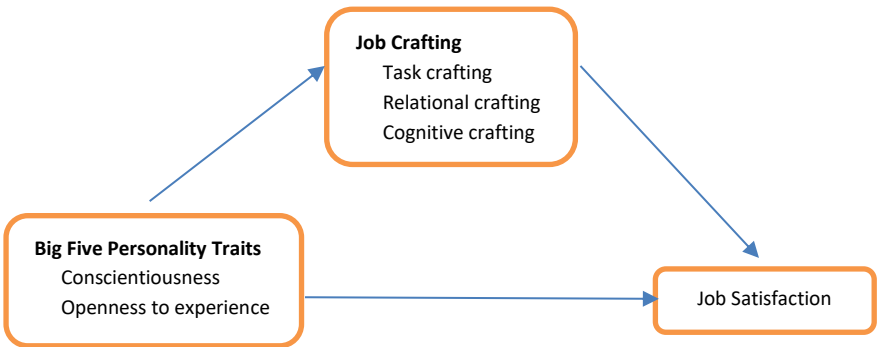 Job Crafting
Task crafting
Relational crafting
Cognitive crafting
Big Five Personality Traits
Conscientiousness
Openness to experience
Job Satisfaction